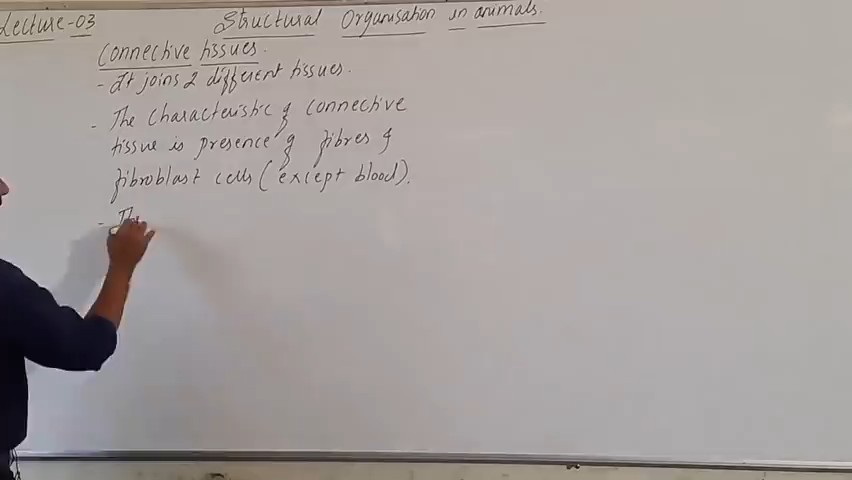 Lecture-03 Structural Organisation in animals.
Connective tissues.
- It joins 2 different tissues.
- The characteristic of connective
tissue is presence of fibres &
fibroblast cells (except blood).
- The